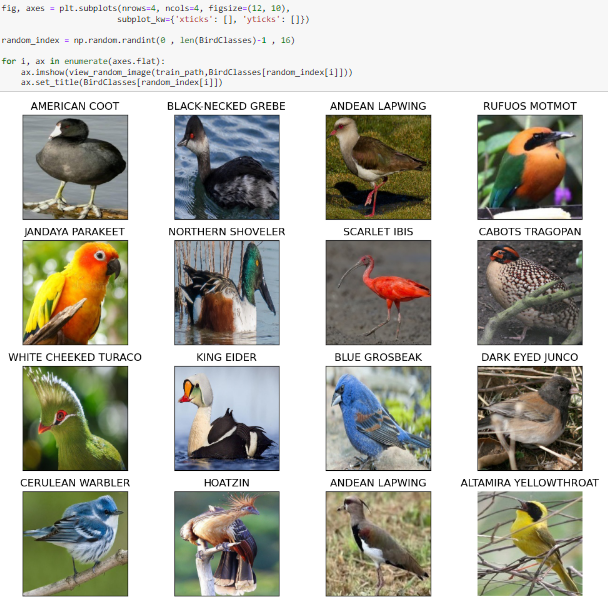 fig, axes = plt.subplots(nrows=4, ncols=4, figsize=(12, 10),
subplot_kw={'xticks': [], 'yticks': []})
random_index = np.random.randint(0 , len(BirdClasses)-1 , 16)
for i, ax in enumerate(axes.flat):
ax.imshow(view_random_image(train_path,BirdClasses[random_index[i]]))
ax.set_title(BirdClasses[random_index[i]])
AMERICAN COOT BLACK-NECKED GREBE ANDEAN LAPWING RUFUOS MOTMOT
JANDAYA PARAKEET NORTHERN SHOVELER SCARLET IBIS CABOTS TRAGOPAN
WHITE CHEEKED TURACO KING EIDER BLUE GROSBEAK DARK EYED JUNCO
CERULEAN WARBLER HOATZIN ANDEAN LAPWING ALTAMIRA YELLOWTHROAT